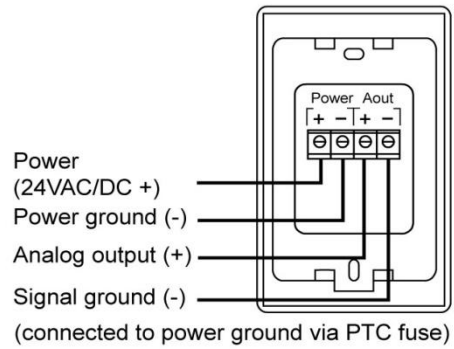 Power Aout
+ - + -
Power
(24VAC/DC +)
Power ground (-)
Analog output (+)
Signal ground (-)
(connected to power ground via PTC fuse)